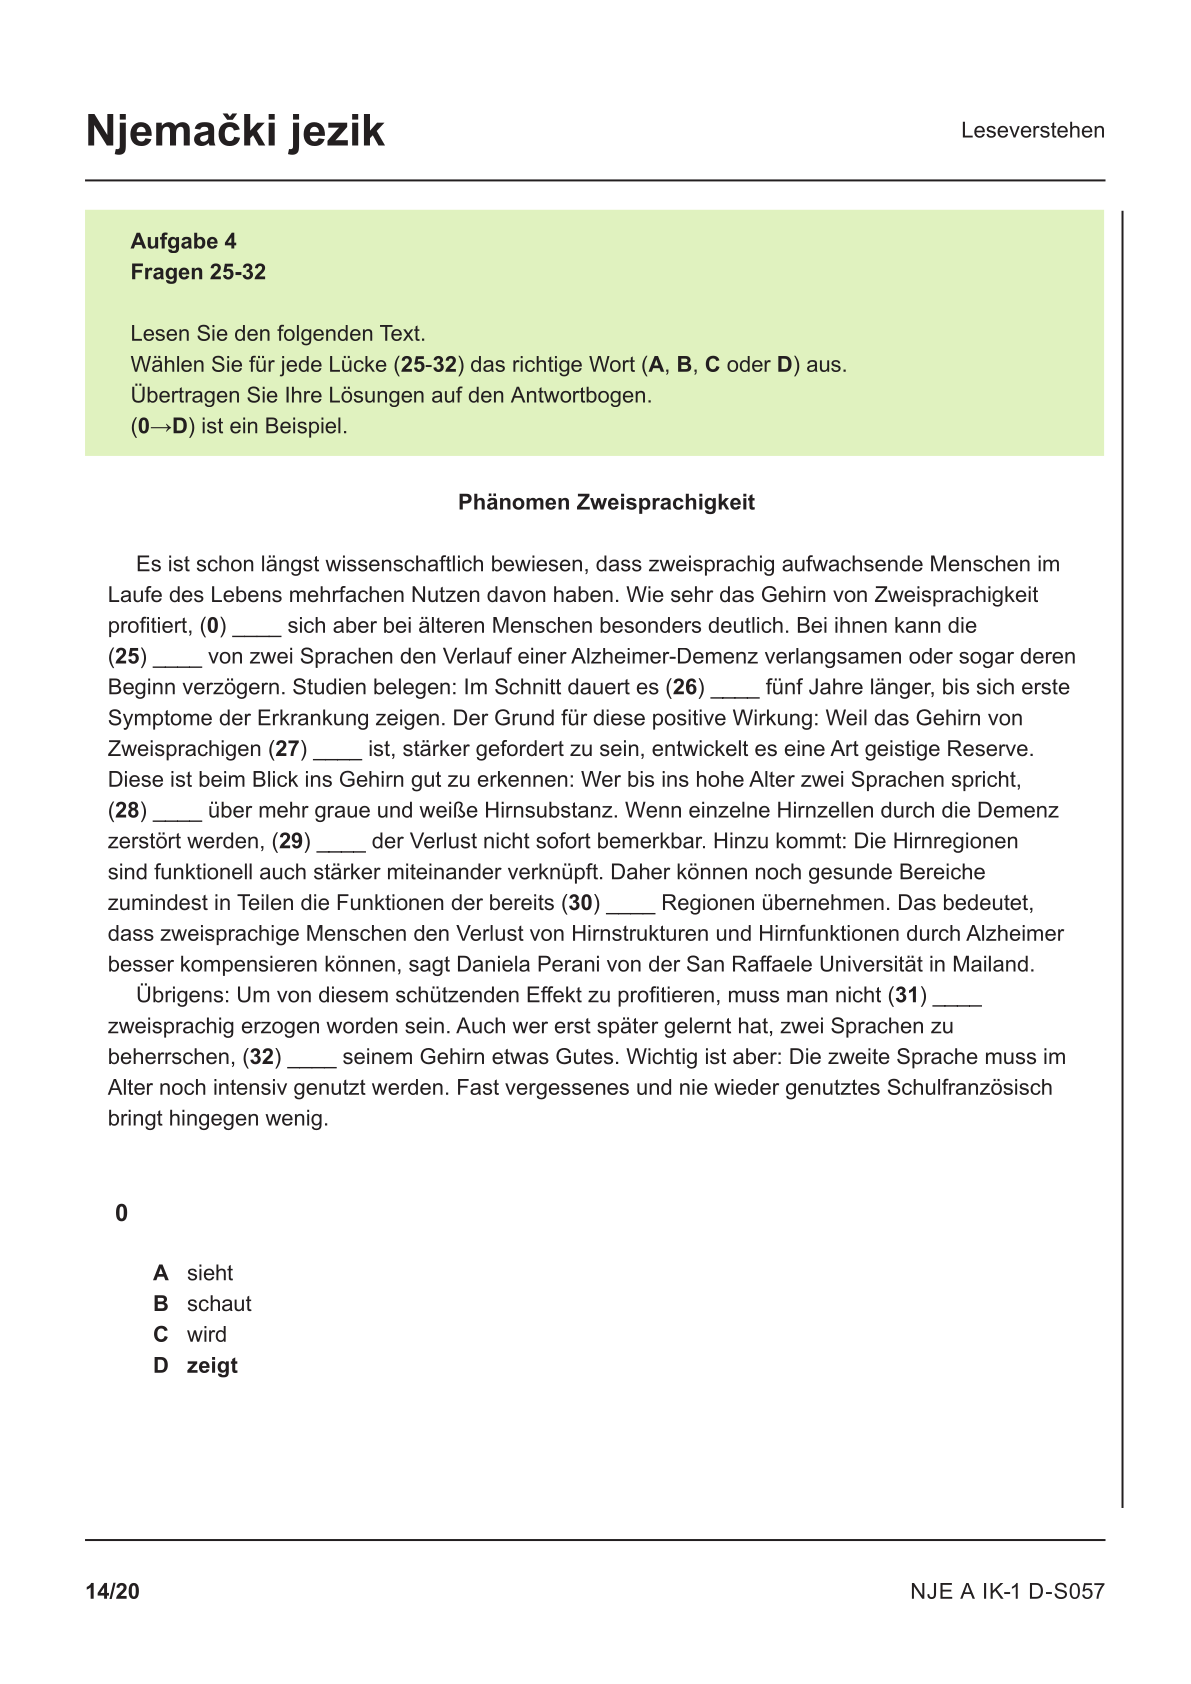 Njemački jezik
Leseverstehen
Aufgabe 4
Fragen 25-32
Lesen Sie den folgenden Text.
Wählen Sie für jede Lücke (25-32) das richtige Wort (A, B, C oder D) aus.
Übertragen Sie Ihre Lösungen auf den Antwortbogen.
(0→D) ist ein Beispiel.
Phänomen Zweisprachigkeit
Es ist schon längst wissenschaftlich bewiesen, dass zweisprachig aufwachsende Menschen im
Laufe des Lebens mehrfachen Nutzen davon haben. Wie sehr das Gehirn von Zweisprachigkeit
profitiert, (0) ____ sich aber bei älteren Menschen besonders deutlich. Bei ihnen kann die
(25) ____ von zwei Sprachen den Verlauf einer Alzheimer-Demenz verlangsamen oder sogar deren
Beginn verzögern. Studien belegen: Im Schnitt dauert es (26) ____ fünf Jahre länger, bis sich erste
Symptome der Erkrankung zeigen. Der Grund für diese positive Wirkung: Weil das Gehirn von
Zweisprachigen (27) ____ ist, stärker gefordert zu sein, entwickelt es eine Art geistige Reserve.
Diese ist beim Blick ins Gehirn gut zu erkennen: Wer bis ins hohe Alter zwei Sprachen spricht,
(28) ____ über mehr graue und weiße Hirnsubstanz. Wenn einzelne Hirnzellen durch die Demenz
zerstört werden, (29) ____ der Verlust nicht sofort bemerkbar. Hinzu kommt: Die Hirnregionen
sind funktionell auch stärker miteinander verknüpft. Daher können noch gesunde Bereiche
zumindest in Teilen die Funktionen der bereits (30) ____ Regionen übernehmen. Das bedeutet,
dass zweisprachige Menschen den Verlust von Hirnstrukturen und Hirnfunktionen durch Alzheimer
besser kompensieren können, sagt Daniela Perani von der San Raffaele Universität in Mailand.
Übrigens: Um von diesem schützenden Effekt zu profitieren, muss man nicht (31) ____
zweisprachig erzogen worden sein. Auch wer erst später gelernt hat, zwei Sprachen zu
beherrschen, (32) ____ seinem Gehirn etwas Gutes. Wichtig ist aber: Die zweite Sprache muss im
Alter noch intensiv genutzt werden. Fast vergessenes und nie wieder genutztes Schulfranzösisch
bringt hingegen wenig.
0
A sieht
B schaut
C wird
D zeigt
14/20
NJE A IK-1 D-S057